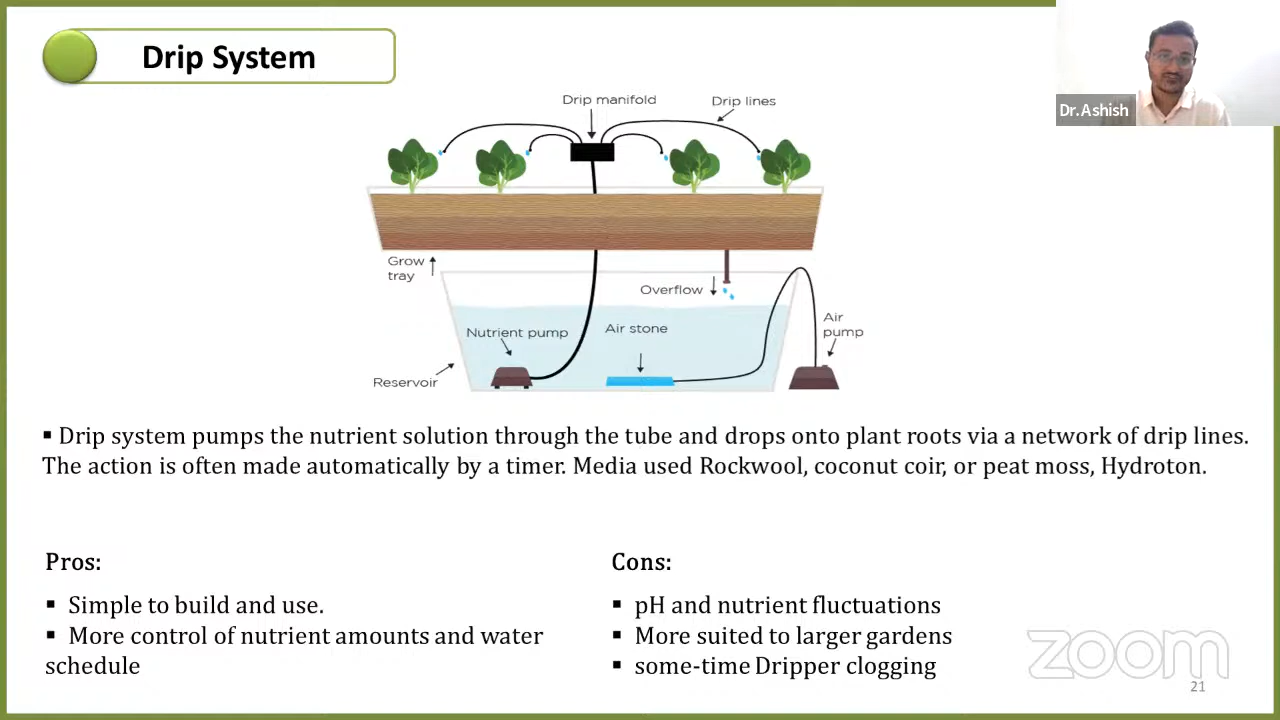 Drip System
Dr.Ashish
Drip manifold
Drip lines
Grow
tray
Overflow
Nutrient pump
Air stone
Air
pump
Reservoir
▪ Drip system pumps the nutrient solution through the tube and drops onto plant roots via a network of drip lines.
The action is often made automatically by a timer. Media used Rockwool, coconut coir, or peat moss, Hydroton.
Pros:
▪ Simple to build and use.
▪ More control of nutrient amounts and water
schedule
Cons:
▪ pH and nutrient fluctuations
▪ More suited to larger gardens
▪ some-time Dripper clogging
zoom
21